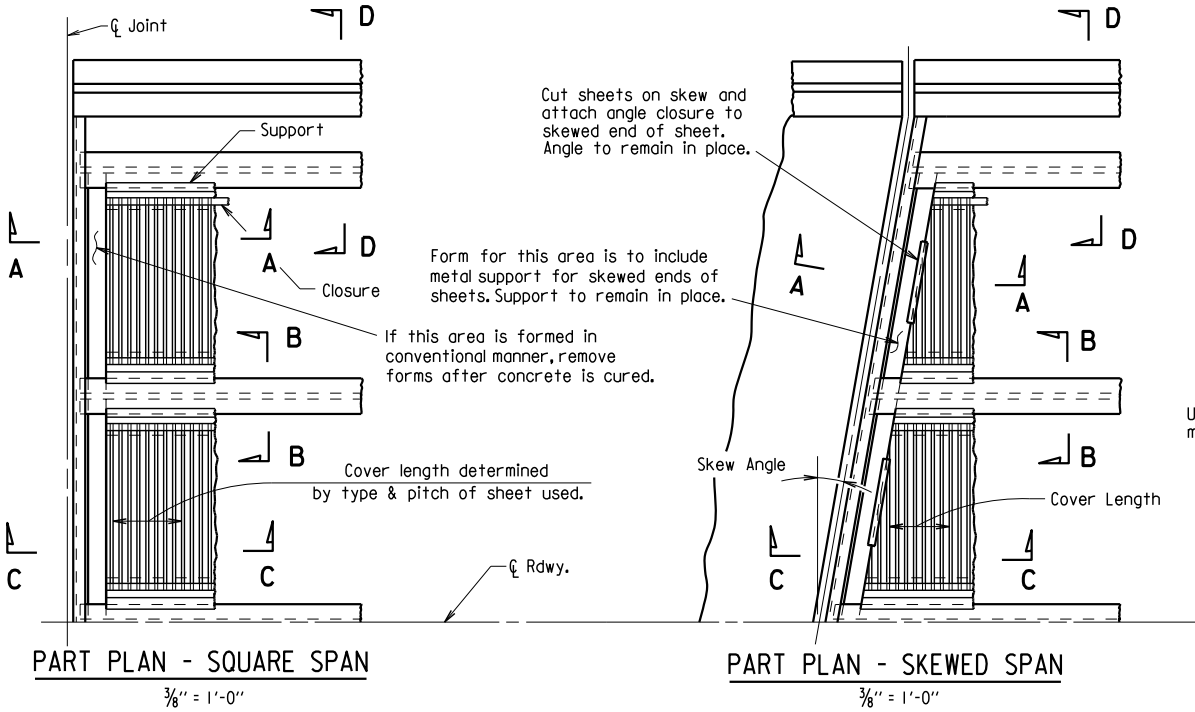 ℄ Joint
D
Support
A
A
D
Closure
If this area is formed in
conventional manner, remove
forms after concrete is cured.
B
B
Cover length determined
by type & pitch of sheet used.
C
C
℄ Rdwy.
PART PLAN - SQUARE SPAN
3/8" = 1'-0"
D
Cut sheets on skew and
attach angle closure to
skewed end of sheet.
Angle to remain in place.
D
Form for this area is to include
metal support for skewed ends of
sheets. Support to remain in place.
A
A
B
B
Skew Angle
Cover Length
C
C
PART PLAN - SKEWED SPAN
3/8" = 1'-0"